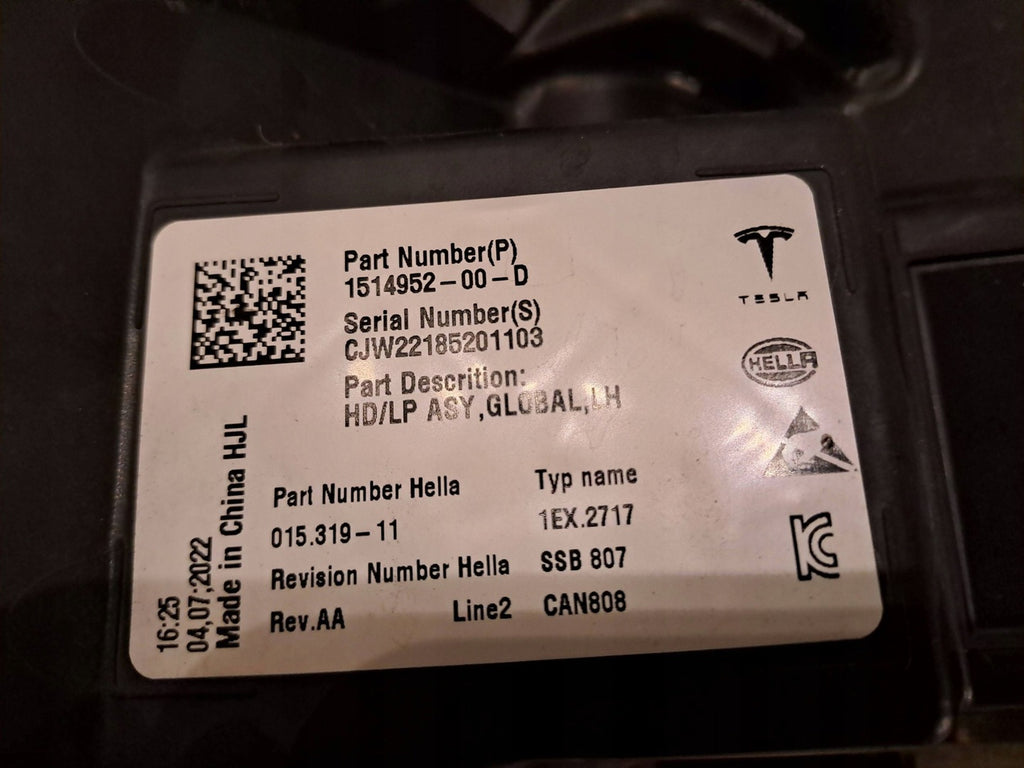 Part Number(P)
1514952-00-D
Serial Number(S)
CJW22185201103
Part Descrition:
HD/LP ASY,GLOBAL,LH
TESLA
HELLA
Part Number Hella
015.319-11
Revision Number Hella
Rev.AA
Line2
Typ name
1EX.2717
SSB 807
CAN808
16:25
04,07;2022
Made in China HJL